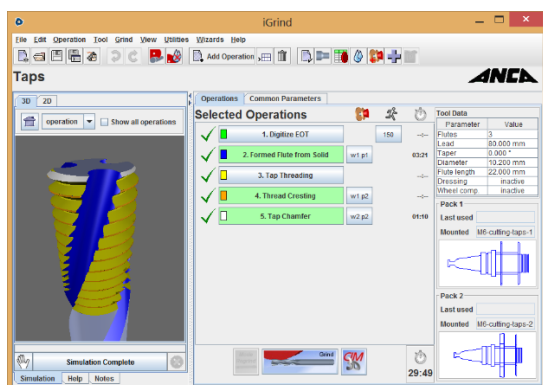 iGrind
File Edit Operation Tool Grind View Utilities Wizards Help
Add Operation
Taps
ANCA
3D 2D
operation
Show all operations
Simulation Complete
Simulation Help Notes
Operations Common Parameters
Selected Operations
1. Digitize EOT 150 --:--
2. Formed Flute from Solid w1 p1 03:21
3. Tap Threading --:--
4. Thread Cresting w1 p2
5. Tap Chamfer w2 p2 01:10
Grind
29:49
Tool Data
Parameter Value
Flutes 3
Lead 80.000 mm
Taper 0.000 °
Diameter 10.200 mm
Flute length 22.000 mm
Dressing inactive
Wheel comp inactive
Pack 1
Last used
Mounted M6-cutting-taps-1
Pack 2
Last used
Mounted M6-cutting-taps-2